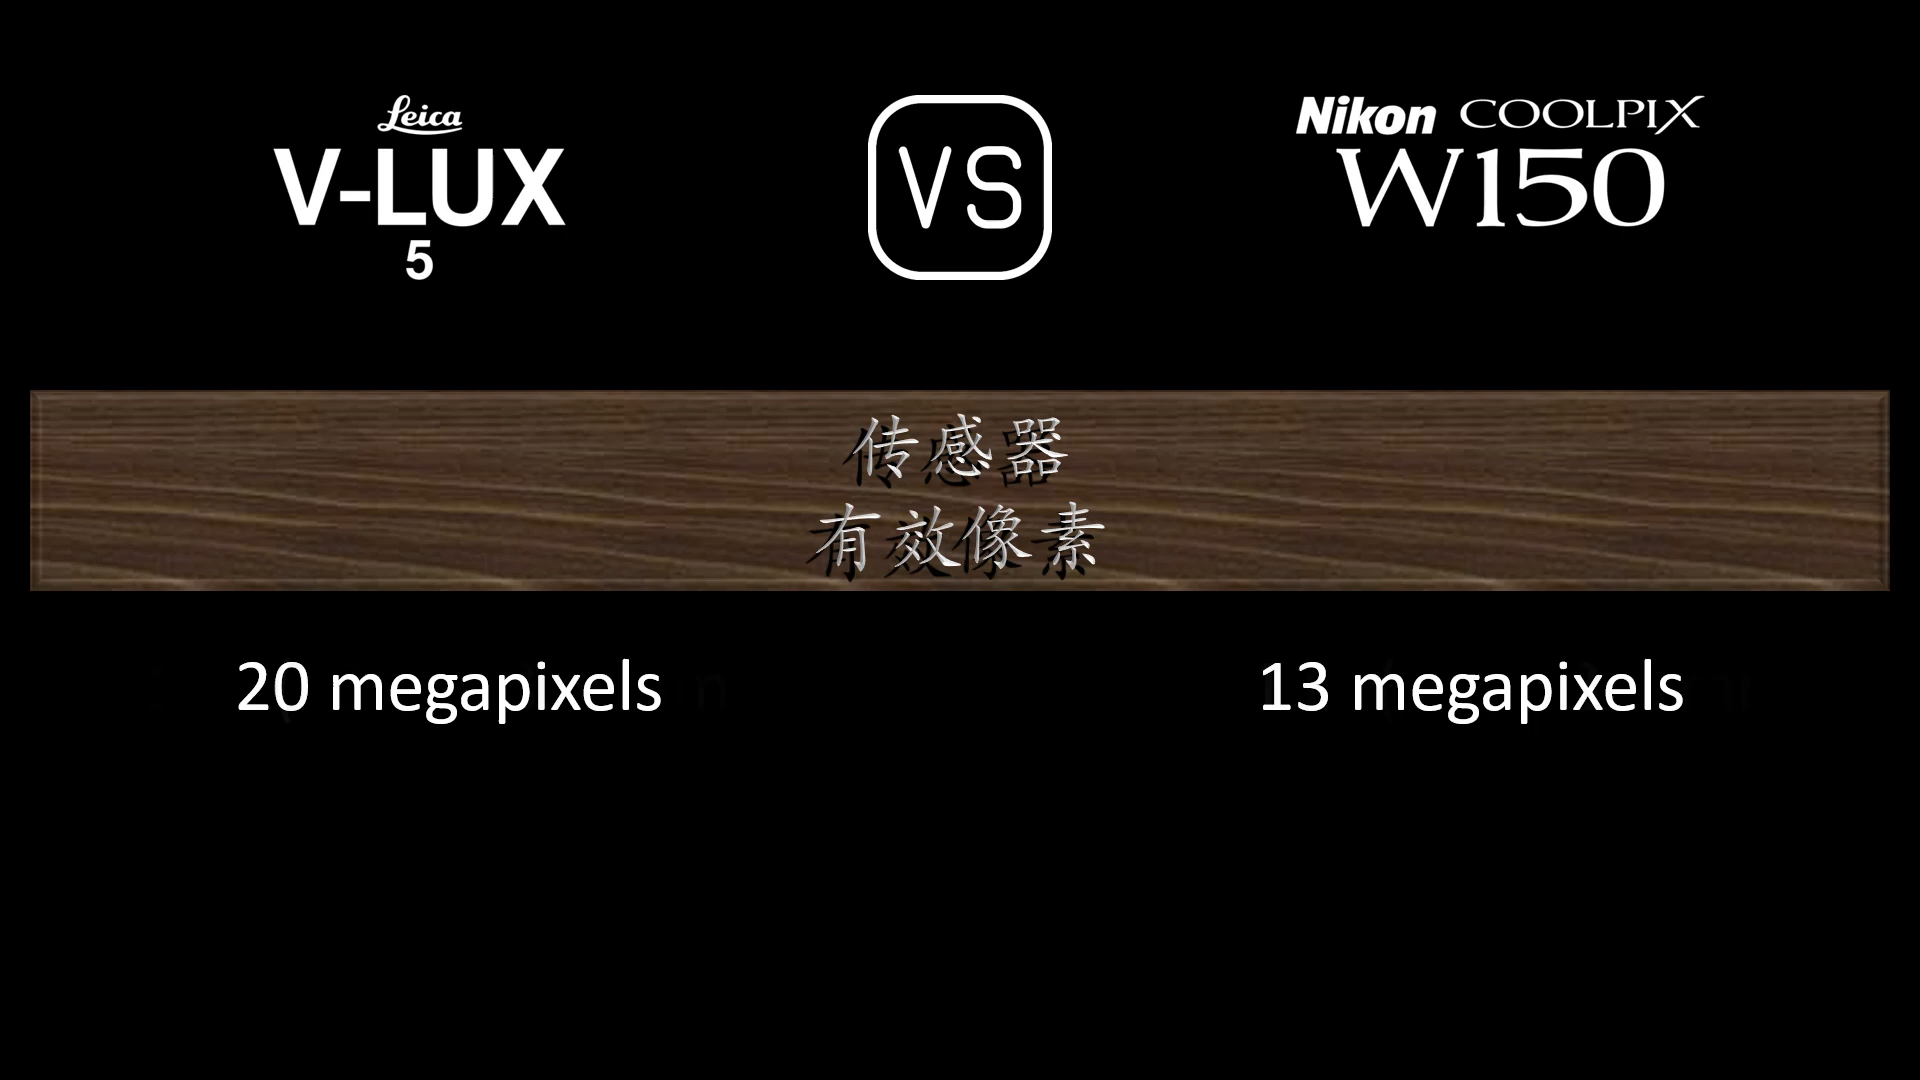 Leica
V-LUX
5
VS
Nikon COOLPIX
W150
传感器
有效像素
20 megapixels
13 megapixels